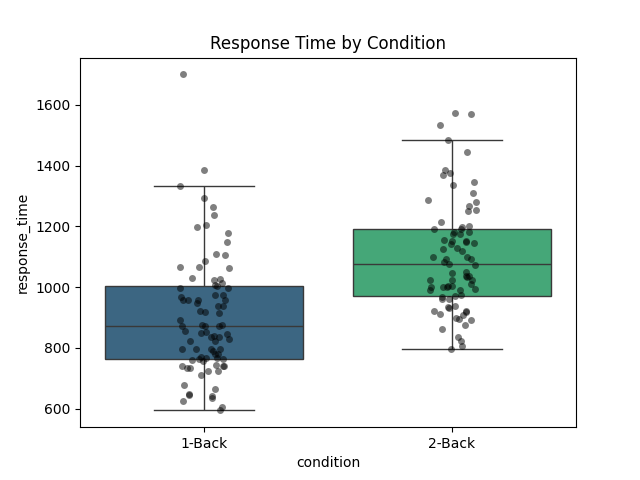 Response Time by Condition
response_time
1600
1400
1200
1000
800
600
1-Back
2-Back
condition